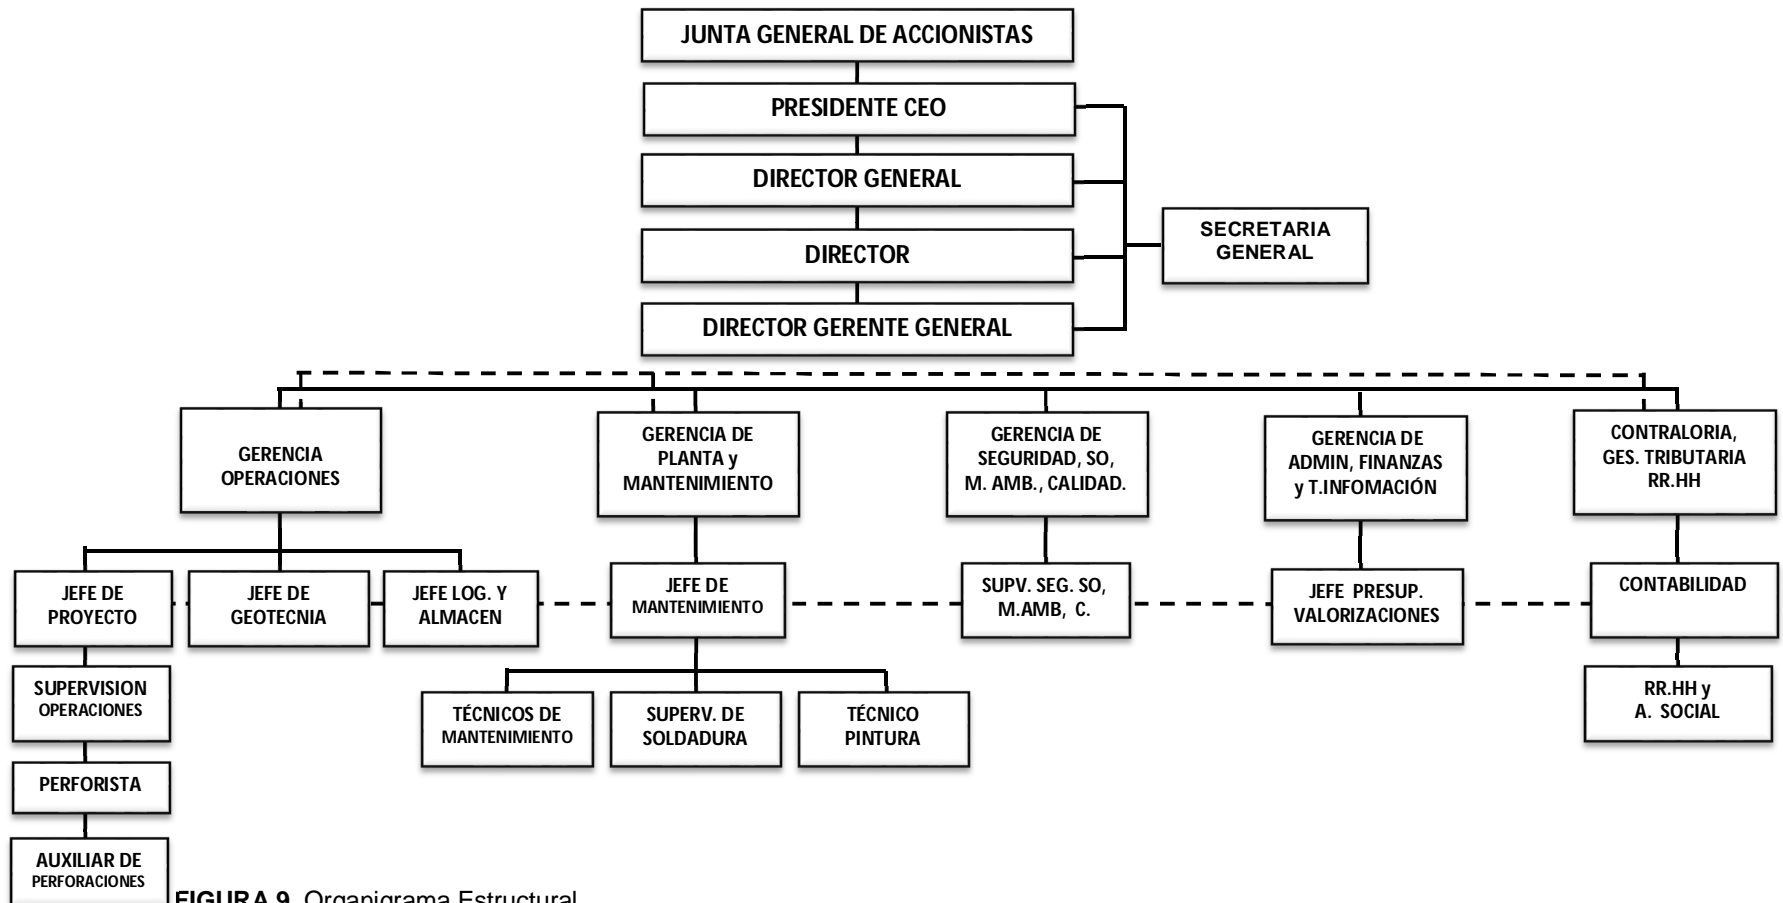 JUNTA GENERAL DE ACCIONISTAS
PRESIDENTE CEO
DIRECTOR GENERAL
DIRECTOR
SECRETARIA
GENERAL
DIRECTOR GERENTE GENERAL
GERENCIA
OPERACIONES
GERENCIA DE
PLANTA y
MANTENIMIENTO
GERENCIA DE
SEGURIDAD, SO,
M. AMB., CALIDAD.
GERENCIA DE
ADMIN, FINANZAS
y T.INFOMACIÓN
CONTRALORIA,
GES. TRIBUTARIA
RR.HH
JEFE DE
PROYECTO
JEFE DE
GEOTECNIA
JEFE LOG. Y
ALMACEN
JEFE DE
MANTENIMIENTO
SUPV. SEG. SO,
M.AMB, C.
JEFE PRESUP.
VALORIZACIONES
CONTABILIDAD
SUPERVISION
OPERACIONES
TÉCNICOS DE
MANTENIMIENTO
SUPERV. DE
SOLDADURA
TÉCNICO
PINTURA
RR.HH y
A. SOCIAL
PERFORISTA
AUXILIAR DE
PERFORACIONES
FIGURA 9. Organigrama Estructural